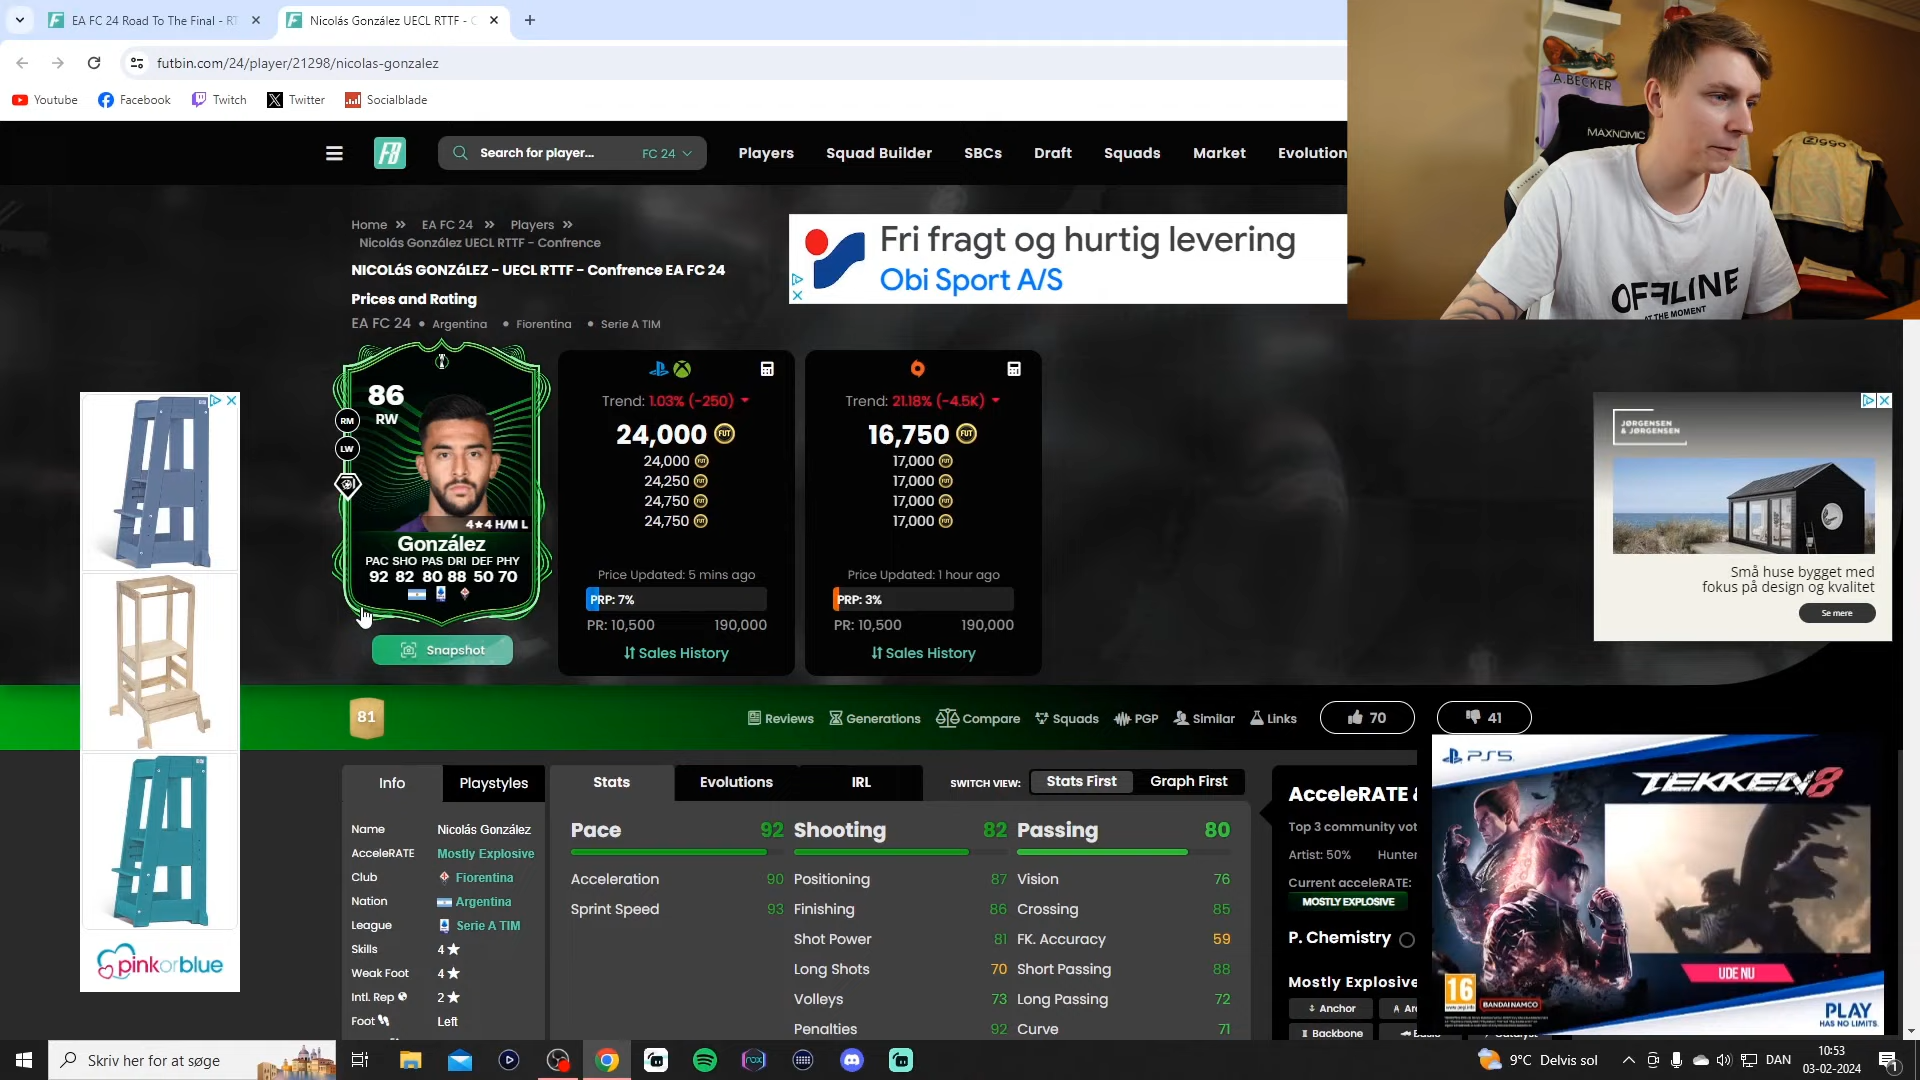 EA FC 24 Road To The Final - RT
Nicolás González UECL RTTF - C
futbin.com/24/player/21298/nicolas-gonzalez
Youtube
Facebook
Twitch
Twitter
Socialblade
Search for player...
FC 24
Players
Squad Builder
SBCs
Draft
Squads
Market
Evolution
A.BECKER
MAXNOMIC
Ziggo
OFFLINE
AT THE MOMENT
Home
EA FC 24
Players
Nicolás González UECL RTTF - Confrence
NICOLáS GONZáLEZ - UECL RTTF - Confrence EA FC 24
Prices and Rating
EA FC 24 • Argentina • Fiorentina • Serie A TIM
Fri fragt og hurtig levering
Obi Sport A/S
86
RW
RM
LW
4★4 H/M L
González
PAC SHO PAS DRI DEF PHY
92 82 80 88 50 70
Snapshot
Trend: 1.03% (-250)
24,000
24,000
24,250
24,750
24,750
Price Updated: 5 mins ago
PRP: 7%
PR: 10,500 190,000
Sales History
Trend: 21.18% (-4.5K)
16,750
17,000
17,000
17,000
17,000
Price Updated: 1 hour ago
PRP: 3%
PR: 10,500 190,000
Sales History
JØRGENSEN
& JØRGENSEN
Små huse bygget med
fokus på design og kvalitet
Se mere
81
Reviews
Generations
Compare
Squads
PGP
Similar
Links
70
41
pinkorblue
Info
Playstyles
Name Nicolás González
AcceleRATE Mostly Explosive
Club Fiorentina
Nation Argentina
League Serie A TIM
Skills 4 ★
Weak Foot 4 ★
Intl. Rep 2 ★
Foot Left
Stats
Evolutions
IRL
SWITCH VIEW:
Stats First
Graph First
Pace 92
Acceleration 90
Sprint Speed 93
Shooting 82
Positioning 87
Finishing 86
Shot Power 81
Long Shots 70
Volleys 73
Penalties 92
Passing 80
Vision 76
Crossing 85
FK. Accuracy 59
Short Passing 88
Long Passing 72
Curve 71
AcceleRATE &
Top 3 community vot
Artist: 50% Hunter
Current acceleRATE:
MOSTLY EXPLOSIVE
P. Chemistry
Mostly Explosive
Anchor
Backbone
PS5
TEKKEN 8
UDE NU
16
BANDAI NAMCO
PLAY
HAS NO LIMITS.
Skriv her for at søge
9°C Delvis sol
DAN
10:53
03-02-2024
1